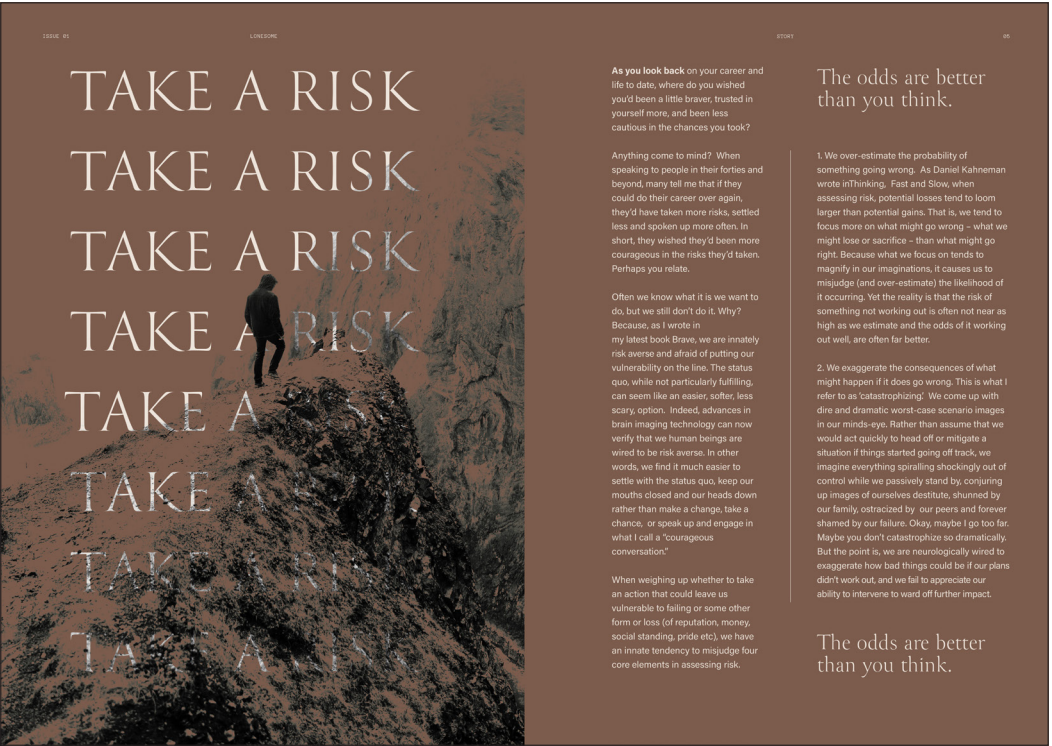 ISSUE 01
LONESOME
STORY
05
TAKE A RISK
TAKE A RISK
TAKE A RISK
TAKE A RISK
TAKE A
TAKE A
TAKE A RI
TAKE A RISK
As you look back on your career and
life to date, where do you wished
you'd been a little braver, trusted in
yourself more, and been less
cautious in the chances you took?
Anything come to mind?  When
speaking to people in their forties and
beyond, many tell me that if they
could do their career over again,
they'd have taken more risks, settled
less and spoken up more often. In
short, they wished they'd been more
courageous in the risks they'd taken.
Perhaps you relate.
Often we know what it is we want to
do, but we still don't do it. Why?
Because, as I wrote in
my latest book Brave, we are innately
risk averse and afraid of putting our
vulnerability on the line. The status
quo, while not particularly fulfilling,
can seem like an easier, softer, less
scary, option.  Indeed, advances in
brain imaging technology can now
verify that we human beings are
wired to be risk averse. In other
words, we find it much easier to
settle with the status quo, keep our
mouths closed and our heads down
rather than make a change, take a
chance,  or speak up and engage in
what I call a "courageous
conversation."
When weighing up whether to take
an action that could leave us
vulnerable to failing or some other
form or loss (of reputation, money,
social standing, pride etc), we have
an innate tendency to misjudge four
core elements in assessing risk.
The odds are better
than you think.
1. We over-estimate the probability of
something going wrong.  As Daniel Kahneman
wrote inThinking,  Fast and Slow, when
assessing risk, potential losses tend to loom
larger than potential gains. That is, we tend to
focus more on what might go wrong – what we
might lose or sacrifice – than what might go
right. Because what we focus on tends to
magnify in our imaginations, it causes us to
misjudge (and over-estimate) the likelihood of
it occurring. Yet the reality is that the risk of
something not working out is often not near as
high as we estimate and the odds of it working
out well, are often far better.
2. We exaggerate the consequences of what
might happen if it does go wrong. This is what I
refer to as 'catastrophizing.'  We come up with
dire and dramatic worst-case scenario images
in our minds-eye. Rather than assume that we
would act quickly to head off or mitigate a
situation if things started going off track, we
imagine everything spiralling shockingly out of
control while we passively stand by, conjuring
up images of ourselves destitute, shunned by
our family, ostracized by  our peers and forever
shamed by our failure. Okay, maybe I go too far.
Maybe you don't catastrophize so dramatically.
But the point is, we are neurologically wired to
exaggerate how bad things could be if our plans
didn't work out, and we fail to appreciate our
ability to intervene to ward off further impact.
The odds are better
than you think.